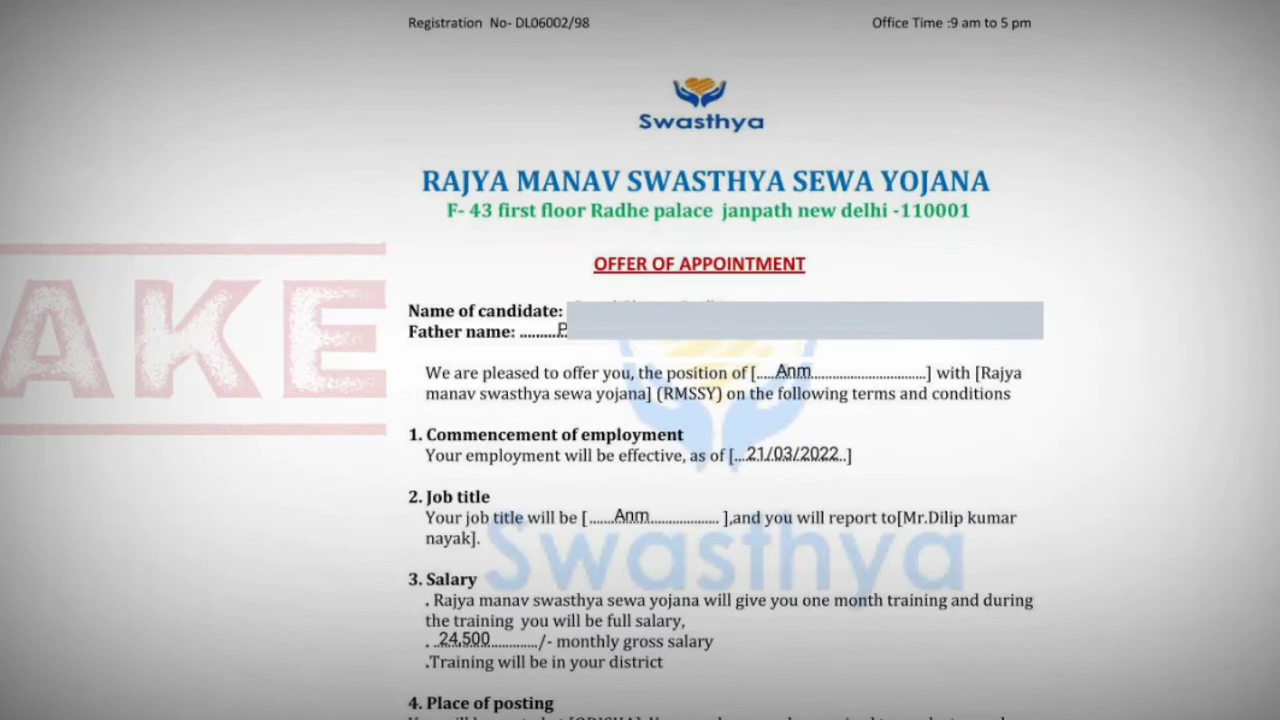 Registration No- DL06002/98
Office Time :9 am to 5 pm
Swasthya
RAJYA MANAV SWASTHYA SEWA YOJANA
F- 43 first floor Radhe palace janpath new delhi -110001
OFFER OF APPOINTMENT
AKE
Name of candidate:
Father name: ..........P
We are pleased to offer you, the position of [.....Anm.............................] with [Rajya
manav swasthya sewa yojana] (RMSSY) on the following terms and conditions
1. Commencement of employment
Your employment will be effective, as of [...21/03/2022..]
2. Job title
Your job title will be [.......Anm................... ],and you will report to[Mr.Dilip kumar
nayak].
Swasthya
3. Salary
. Rajya manav swasthya sewa yojana will give you one month training and during
the training you will be full salary,
. ..24,500............/- monthly gross salary
.Training will be in your district
4. Place of posting